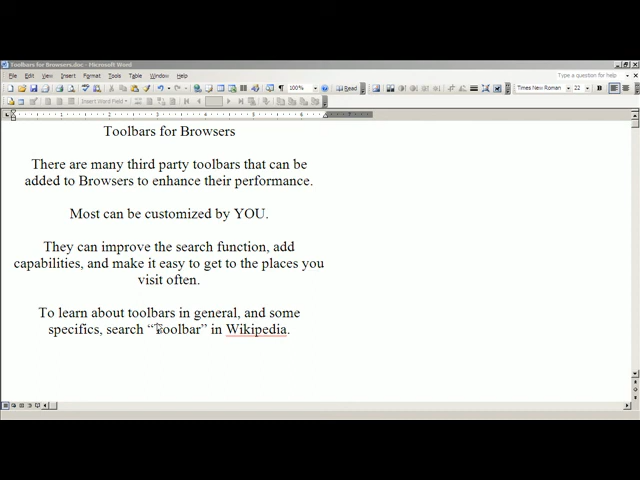 Toolbars for Browsers.doc - Microsoft Word
File Edit View Insert Format Tools Table Window Help
Type a question for help
100% Read Times New Roman 22 B
Insert Word Field
Toolbars for Browsers
There are many third party toolbars that can be
added to Browsers to enhance their performance.
Most can be customized by YOU.
They can improve the search function, add
capabilities, and make it easy to get to the places you
visit often.
To learn about toolbars in general, and some
specifics, search “Toolbar” in Wikipedia.